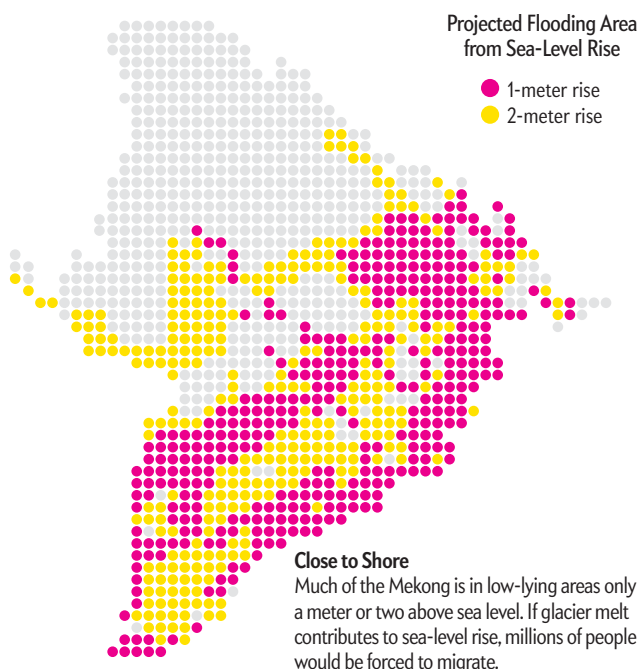 Projected Flooding Area
from Sea-Level Rise
1-meter rise
2-meter rise
Close to Shore
Much of the Mekong is in low-lying areas only
a meter or two above sea level. If glacier melt
contributes to sea-level rise, millions of people
would be forced to migrate.